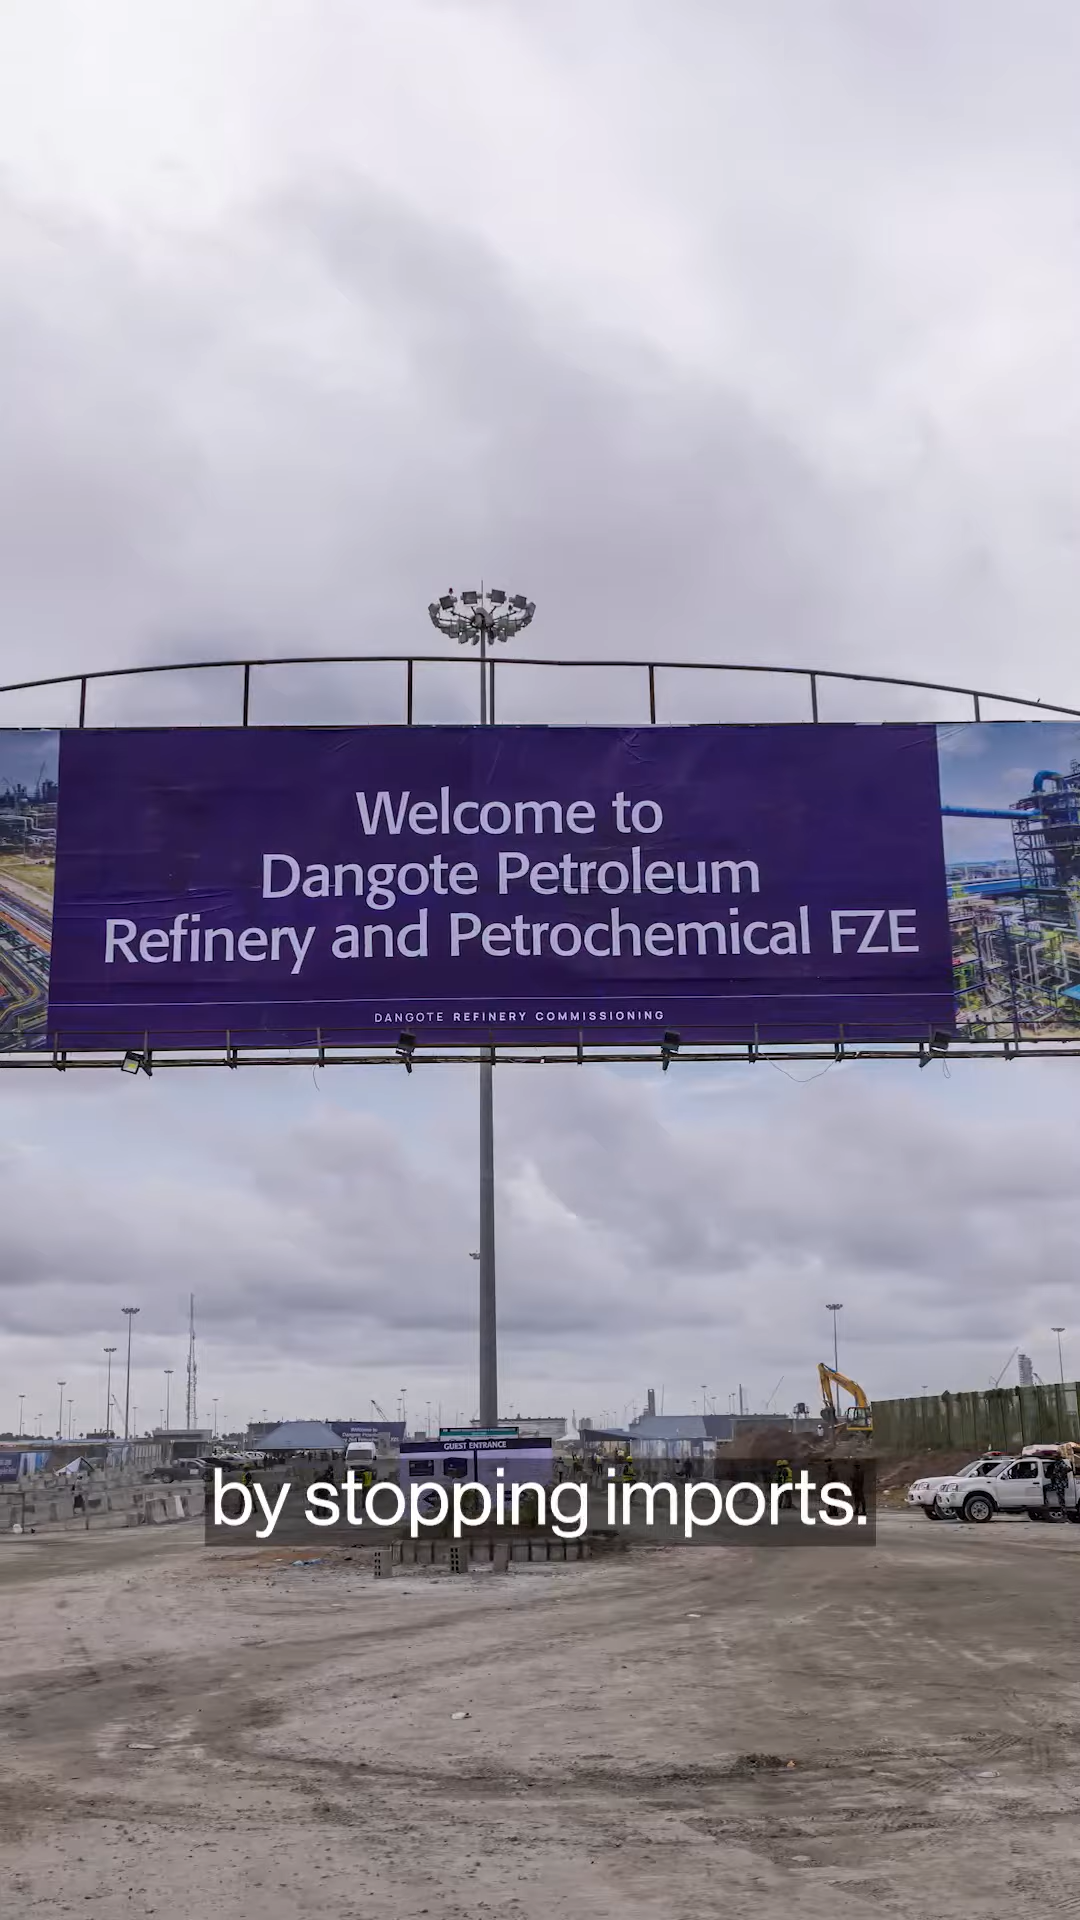 Welcome to
Dangote Petroleum
Refinery and Petrochemical FZE
DANGOTE REFINERY COMMISSIONING
GUEST ENTRANCE
by stopping imports.